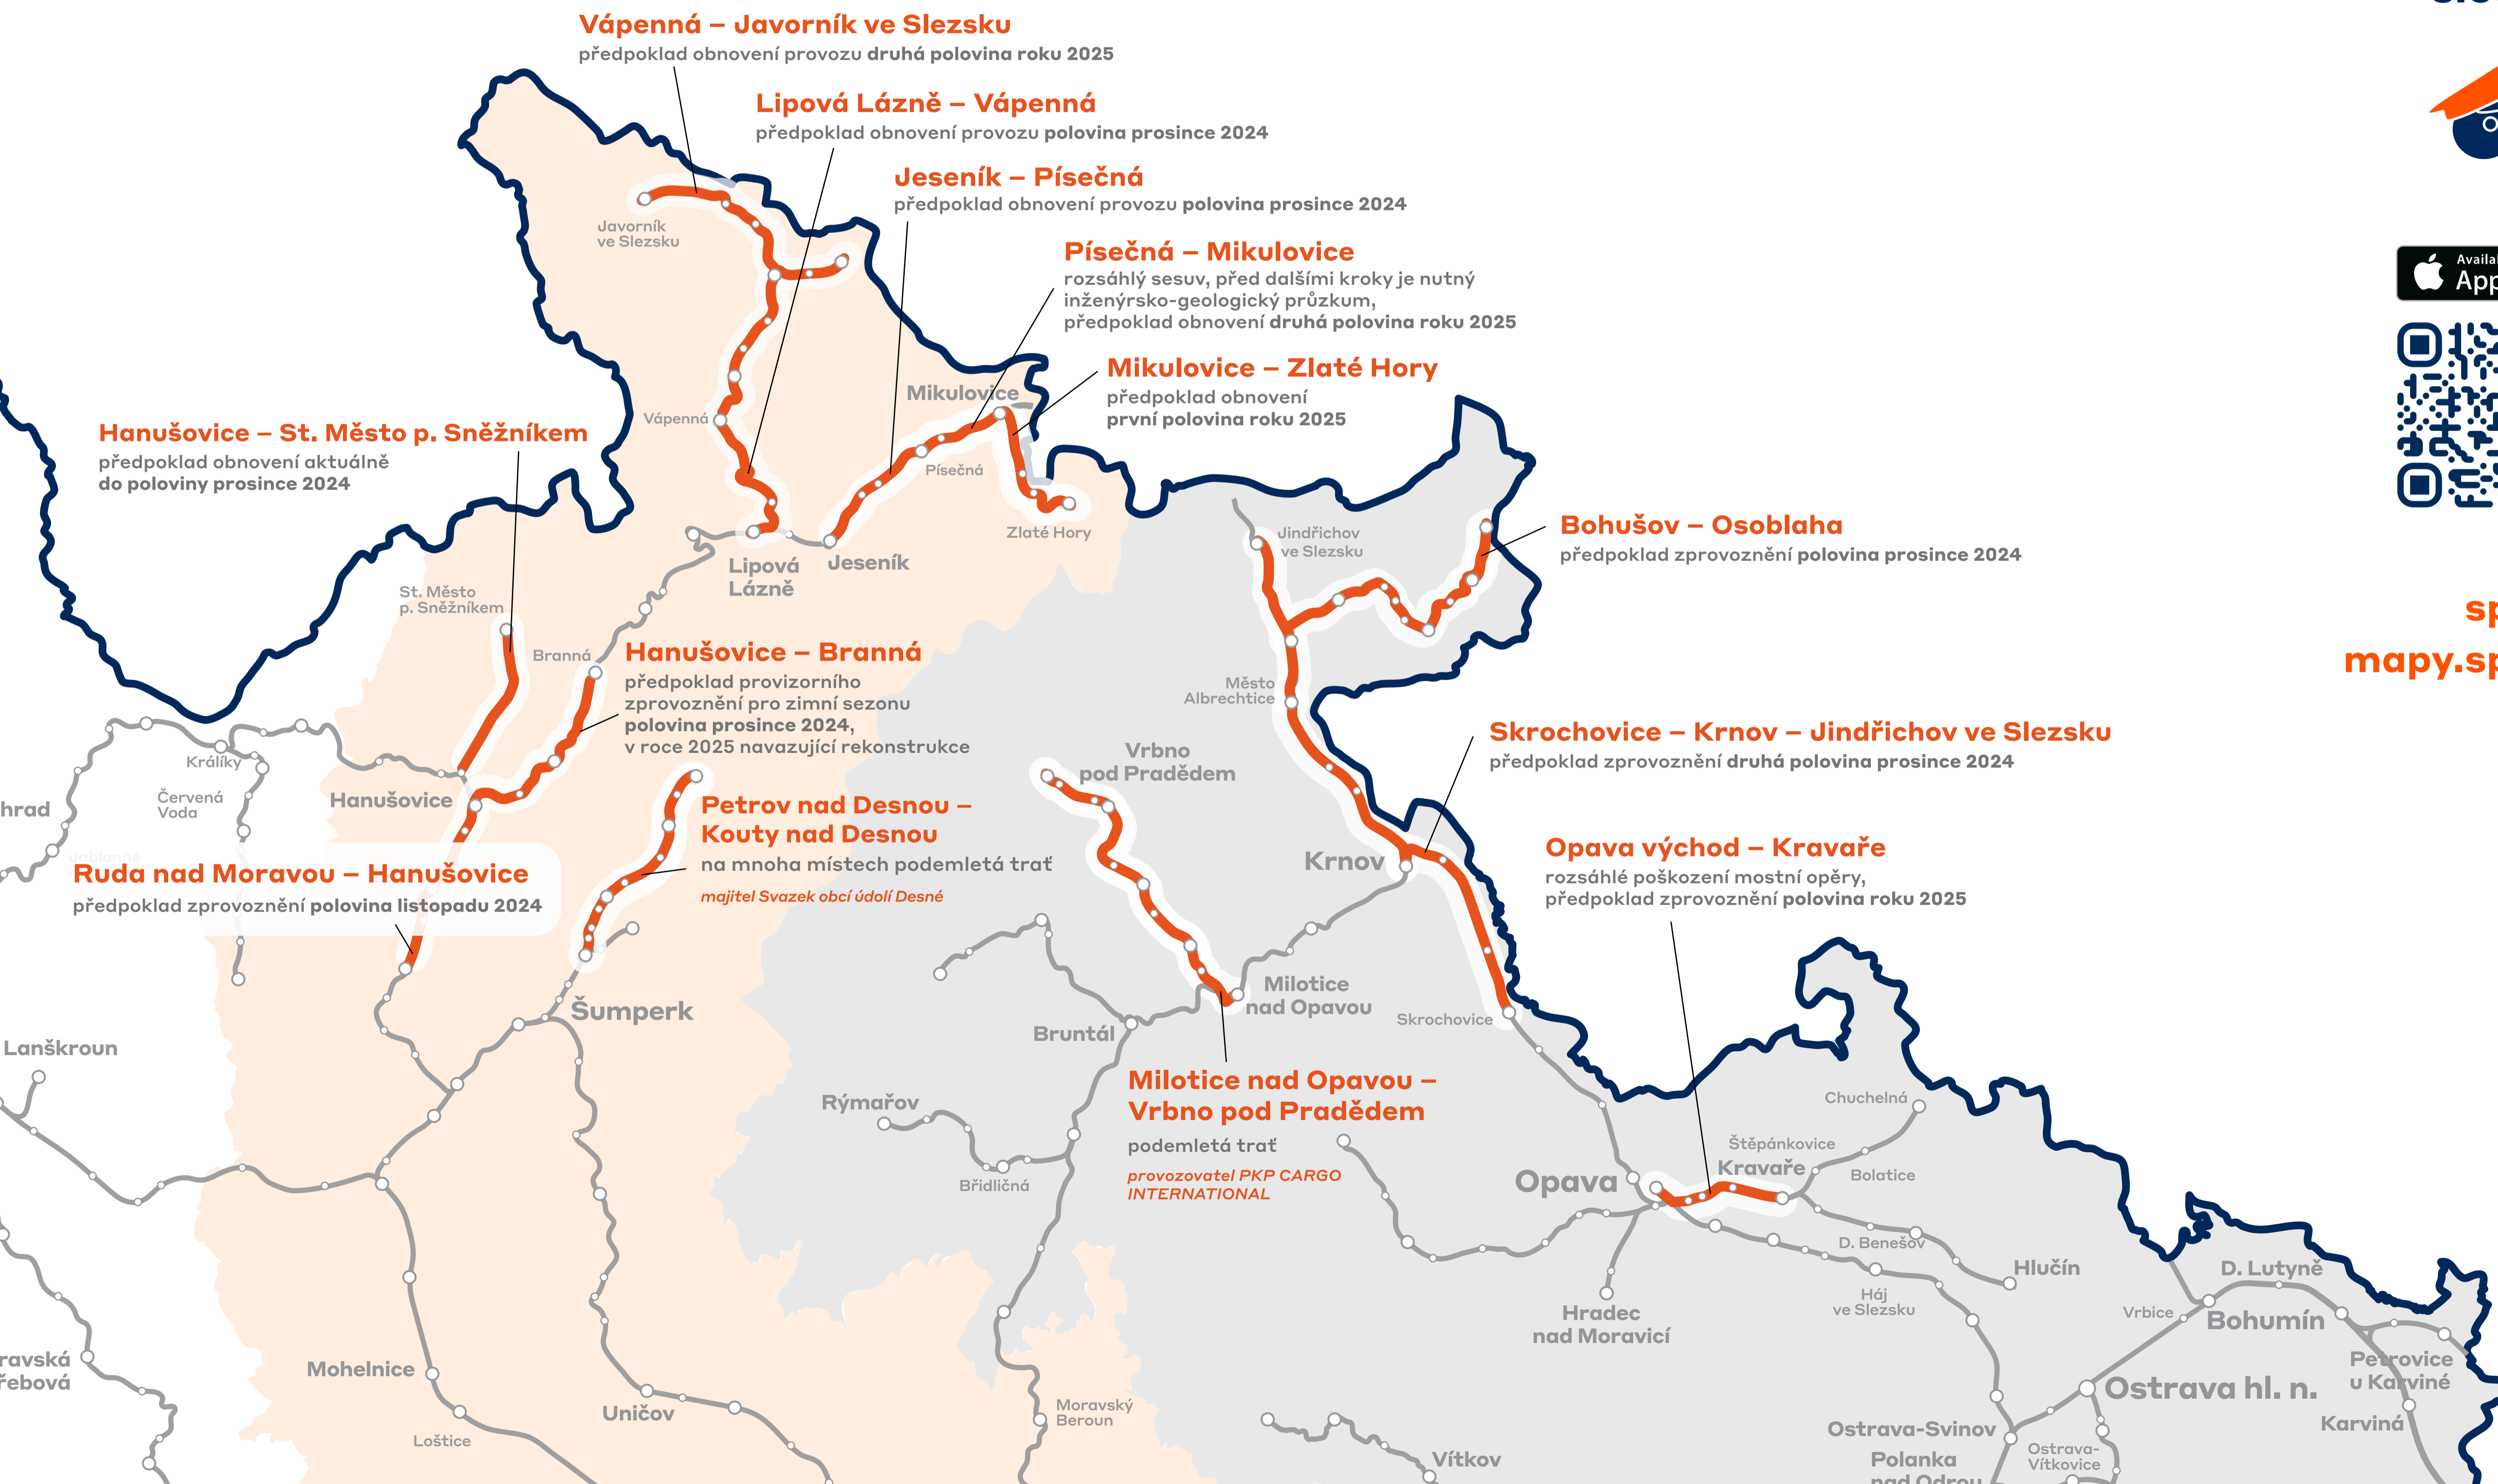 Vápenná – Javorník ve Slezsku
předpoklad obnovení provozu druhá polovina roku 2025
Lipová Lázně – Vápenná
předpoklad obnovení provozu polovina prosince 2024
Jeseník – Písečná
předpoklad obnovení provozu polovina prosince 2024
Písečná – Mikulovice
rozsáhlý sesuv, před dalšími kroky je nutný
inženýrsko-geologický průzkum,
předpoklad obnovení druhá polovina roku 2025
Mikulovice – Zlaté Hory
předpoklad obnovení
první polovina roku 2025
Javorník
ve Slezsku
Mikulovice
Vápenná
Písečná
Zlaté Hory
Lipová
Lázně
Jeseník
Hanušovice – St. Město p. Sněžníkem
předpoklad obnovení aktuálně
do poloviny prosince 2024
St. Město
p. Sněžníkem
Branná
Hanušovice – Branná
předpoklad provizorního
zprovoznění pro zimní sezonu
polovina prosince 2024,
v roce 2025 navazující rekonstrukce
Jindřichov
ve Slezsku
Bohušov – Osoblaha
předpoklad zprovoznění polovina prosince 2024
Město
Albrechtice
Skrochovice – Krnov – Jindřichov ve Slezsku
předpoklad zprovoznění druhá polovina prosince 2024
Availa
App
sp
mapy.sp
Králíky
Červená
Voda
hrad
Hanušovice
Jablonné
Ruda nad Moravou – Hanušovice
předpoklad zprovoznění polovina listopadu 2024
Petrov nad Desnou –
Kouty nad Desnou
na mnoha místech podemletá trať
majitel Svazek obcí údolí Desné
Vrbno
pod Pradědem
Krnov
Opava východ – Kravaře
rozsáhlé poškození mostní opěry,
předpoklad zprovoznění polovina roku 2025
Šumperk
Milotice
nad Opavou
Skrochovice
Bruntál
Lanškroun
Rýmařov
Břidličná
Milotice nad Opavou –
Vrbno pod Pradědem
podemletá trať
provozovatel PKP CARGO
INTERNATIONAL
Chuchelná
Štěpánkovice
Kravaře
Bolatice
Opava
D. Benešov
Hlučín
Háj
ve Slezsku
Hradec
nad Moravicí
D. Lutyně
Vrbice
Bohumín
Petrovice
u Karviné
Ostrava hl. n.
Karviná
Ostrava-Svinov
Ostrava-
Vítkovice
Polanka
nad Odrou
ravská
řebová
Mohelnice
Loštice
Uničov
Moravský
Beroun
Vítkov